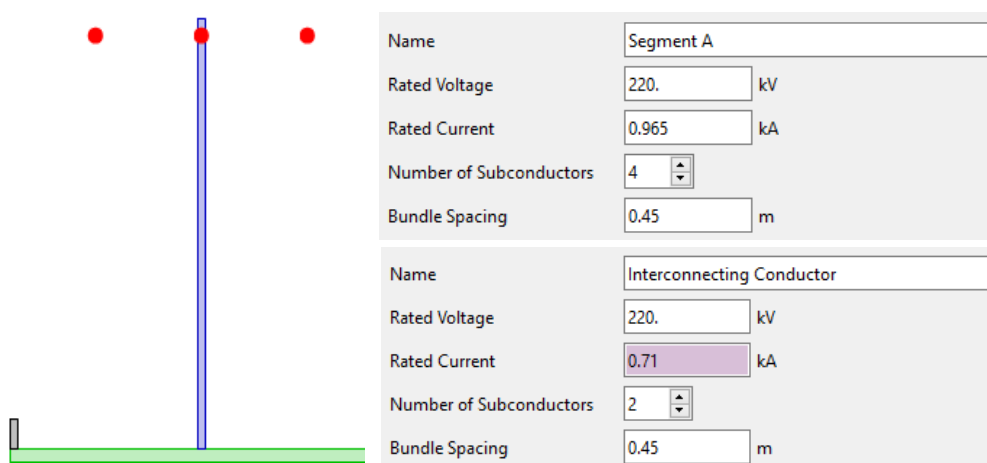 Name Segment A
Rated Voltage 220. kV
Rated Current 0.965 kA
Number of Subconductors 4
Bundle Spacing 0.45 m
Name Interconnecting Conductor
Rated Voltage 220. kV
Rated Current 0.71 kA
Number of Subconductors 2
Bundle Spacing 0.45 m